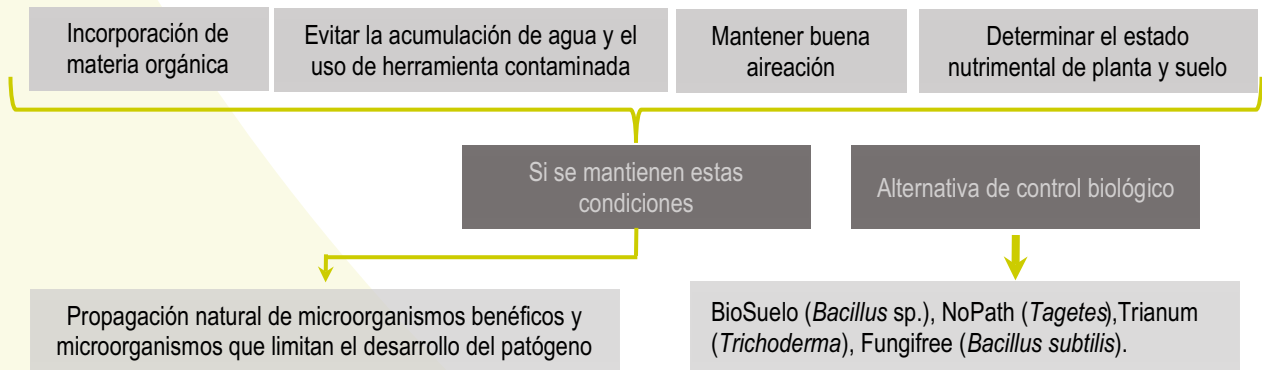 Incorporación de
materia orgánica
Evitar la acumulación de agua y el
uso de herramienta contaminada
Mantener buena
aireación
Determinar el estado
nutrimental de planta y suelo
Si se mantienen estas
condiciones
Alternativa de control biológico
Propagación natural de microorganismos benéficos y
microorganismos que limitan el desarrollo del patógeno
BioSuelo (Bacillus sp.), NoPath (Tagetes),Trianum
(Trichoderma), Fungifree (Bacillus subtilis).